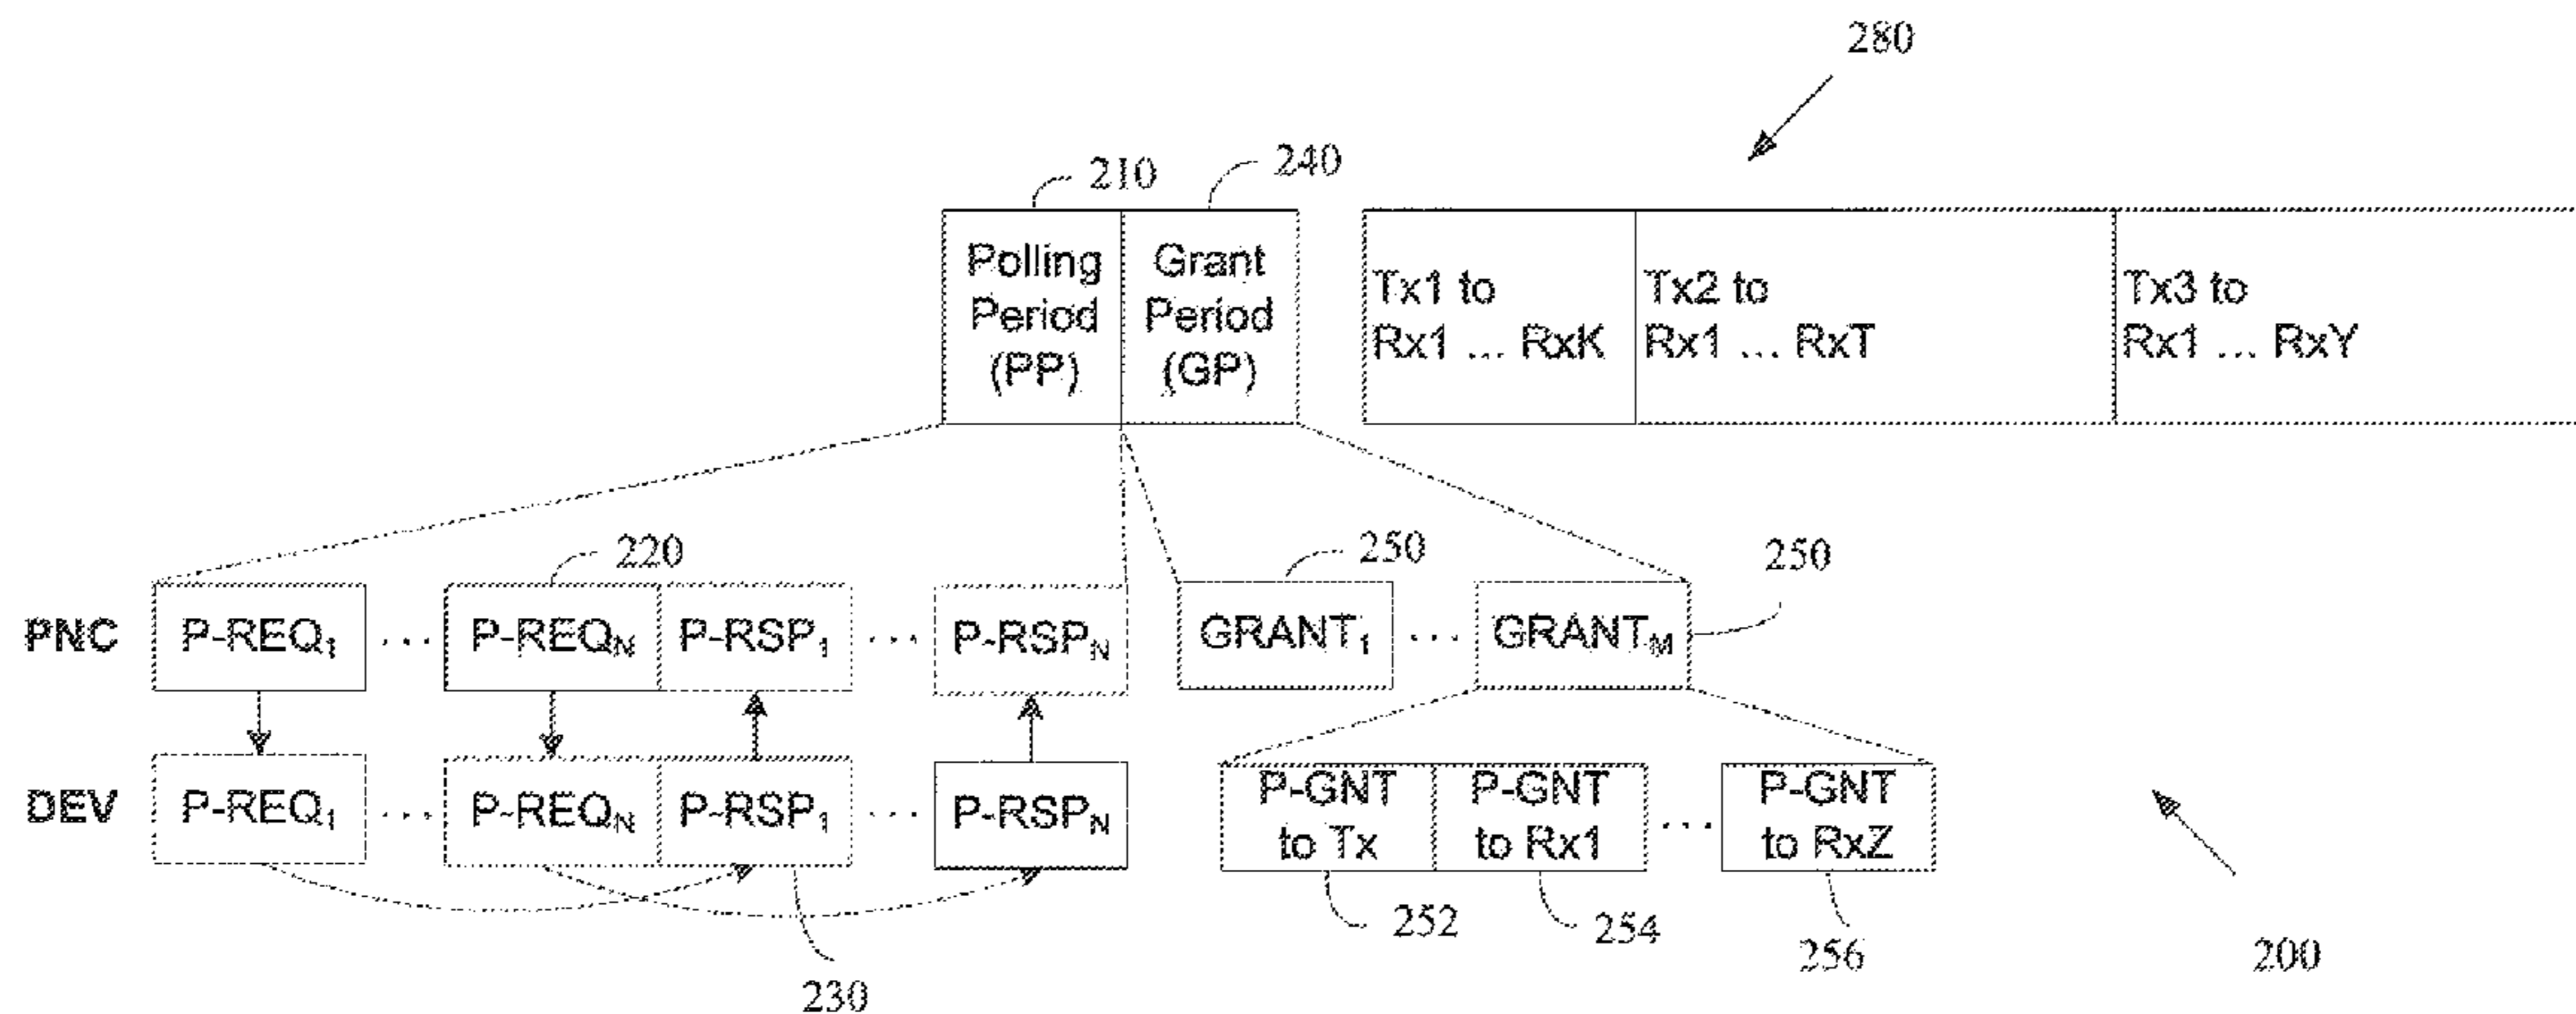 280
210
240
Polling
Period
(PP)
Grant
Period
(GP)
Tx1 to
Rx1 ... RxK
Tx2 to
Rx1 ... RxT
Tx3 to
Rx1 ... RxY
220
250
250
PNC
P-REQ₁
...
P-REQN
P-RSP₁
...
P-RSPN
GRANT₁
...
GRANTM
DEV
P-REQ₁
...
P-REQN
P-RSP₁
...
P-RSPN
P-GNT
to Tx
P-GNT
to Rx1
...
P-GNT
to RxZ
252
254
256
230
200